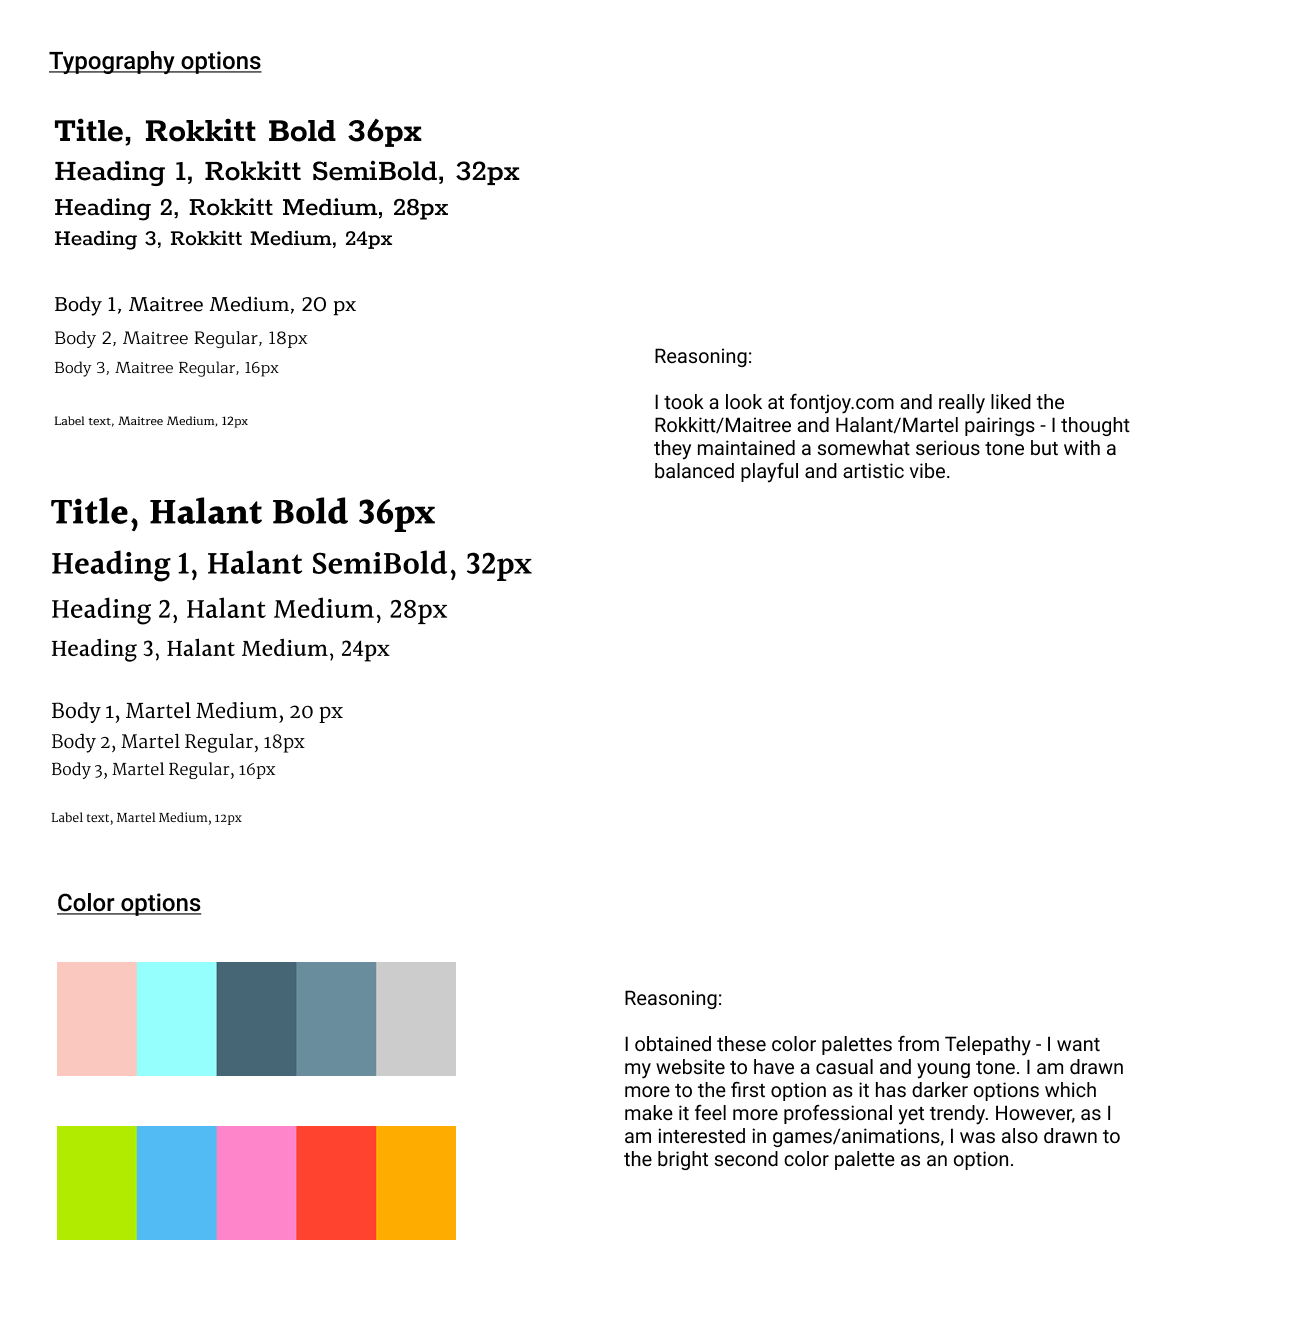 Typography options
Title, Rokkitt Bold 36px
Heading 1, Rokkitt SemiBold, 32px
Heading 2, Rokkitt Medium, 28px
Heading 3, Rokkitt Medium, 24px
Body 1, Maitree Medium, 20 px
Body 2, Maitree Regular, 18px
Body 3, Maitree Regular, 16px
Label text, Maitree Medium, 12px
Reasoning:
I took a look at fontjoy.com and really liked the
Rokkitt/Maitree and Halant/Martel pairings - I thought
they maintained a somewhat serious tone but with a
balanced playful and artistic vibe.
Title, Halant Bold 36px
Heading 1, Halant SemiBold, 32px
Heading 2, Halant Medium, 28px
Heading 3, Halant Medium, 24px
Body 1, Martel Medium, 20 px
Body 2, Martel Regular, 18px
Body 3, Martel Regular, 16px
Label text, Martel Medium, 12px
Color options
Reasoning:
I obtained these color palettes from Telepathy - I want
my website to have a casual and young tone. I am drawn
more to the first option as it has darker options which
make it feel more professional yet trendy. However, as I
am interested in games/animations, I was also drawn to
the bright second color palette as an option.